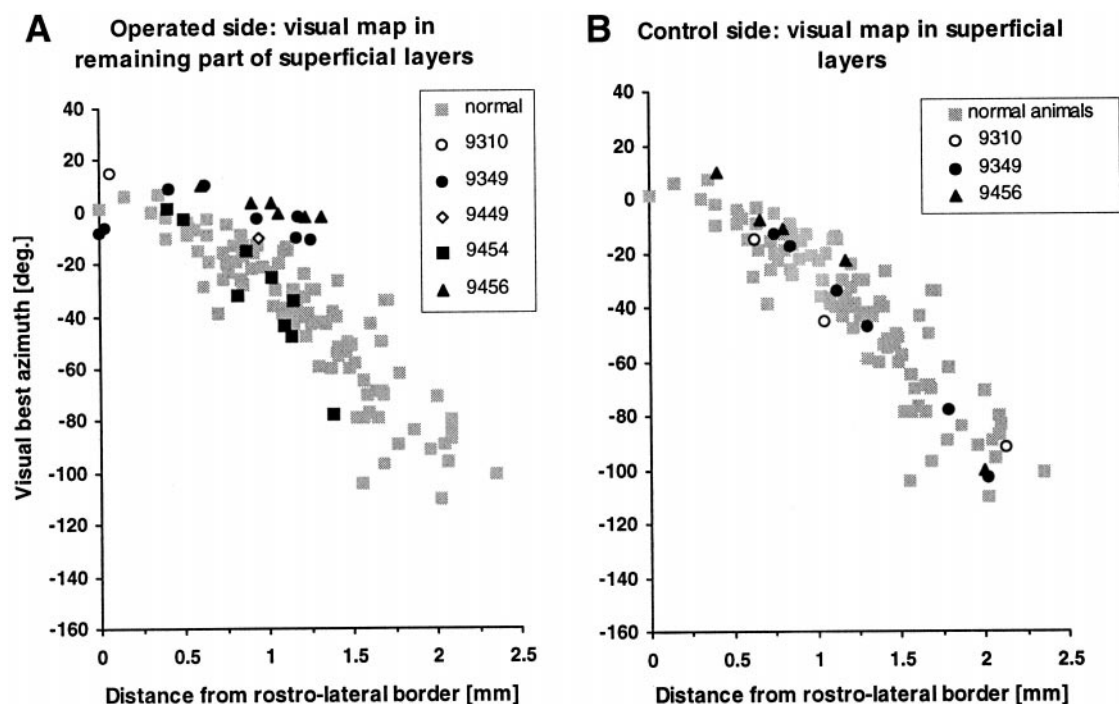 A Operated side: visual map in
remaining part of superficial layers
Visual best azimuth [deg.]
40
20
0
-20
-40
-60
-80
-100
-120
-140
-160
0 0.5 1 1.5 2 2.5
Distance from rostro-lateral border [mm]
normal
9310
9349
9449
9454
9456
B Control side: visual map in superficial
layers
40
20
0
-20
-40
-60
-80
-100
-120
-140
-160
0 0.5 1 1.5 2 2.5
Distance from rostro-lateral border [mm]
normal animals
9310
9349
9456